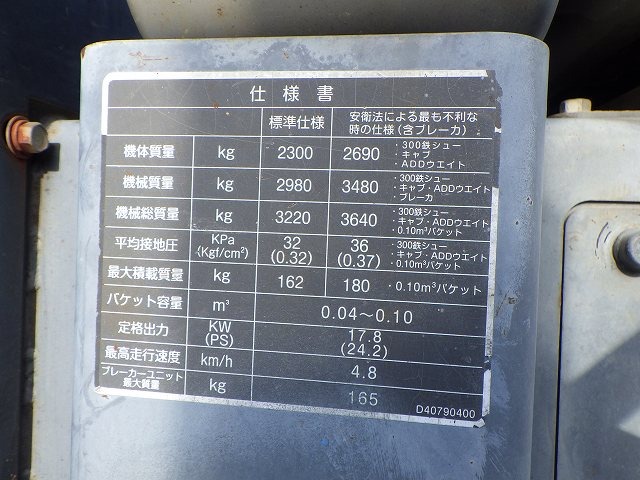 仕様書
標準仕様 安衛法による最も不利な時の仕様(含ブレーカ)
機体質量 kg 2300 2690 ・300鉄シュー ・キャブ ・ADDウエイト
機械質量 kg 2980 3480 ・300鉄シュー ・キャブ・ADDウエイト ・ブレーカ
機械総質量 kg 3220 3640 ・300鉄シュー ・キャブ・ADDウエイト ・0.10m³バケット
平均接地圧 KPa (Kgf/cm²) 32 (0.32) 36 (0.37) ・300鉄シュー ・キャブ・ADDウエイト ・0.10m³バケット
最大積載質量 kg 162 180 ・0.10m³バケット
バケット容量 m³ 0.04~0.10
定格出力 KW (PS) 17.8 (24.2)
最高走行速度 km/h 4.8
ブレーカーユニット最大質量 kg 165
D40790400